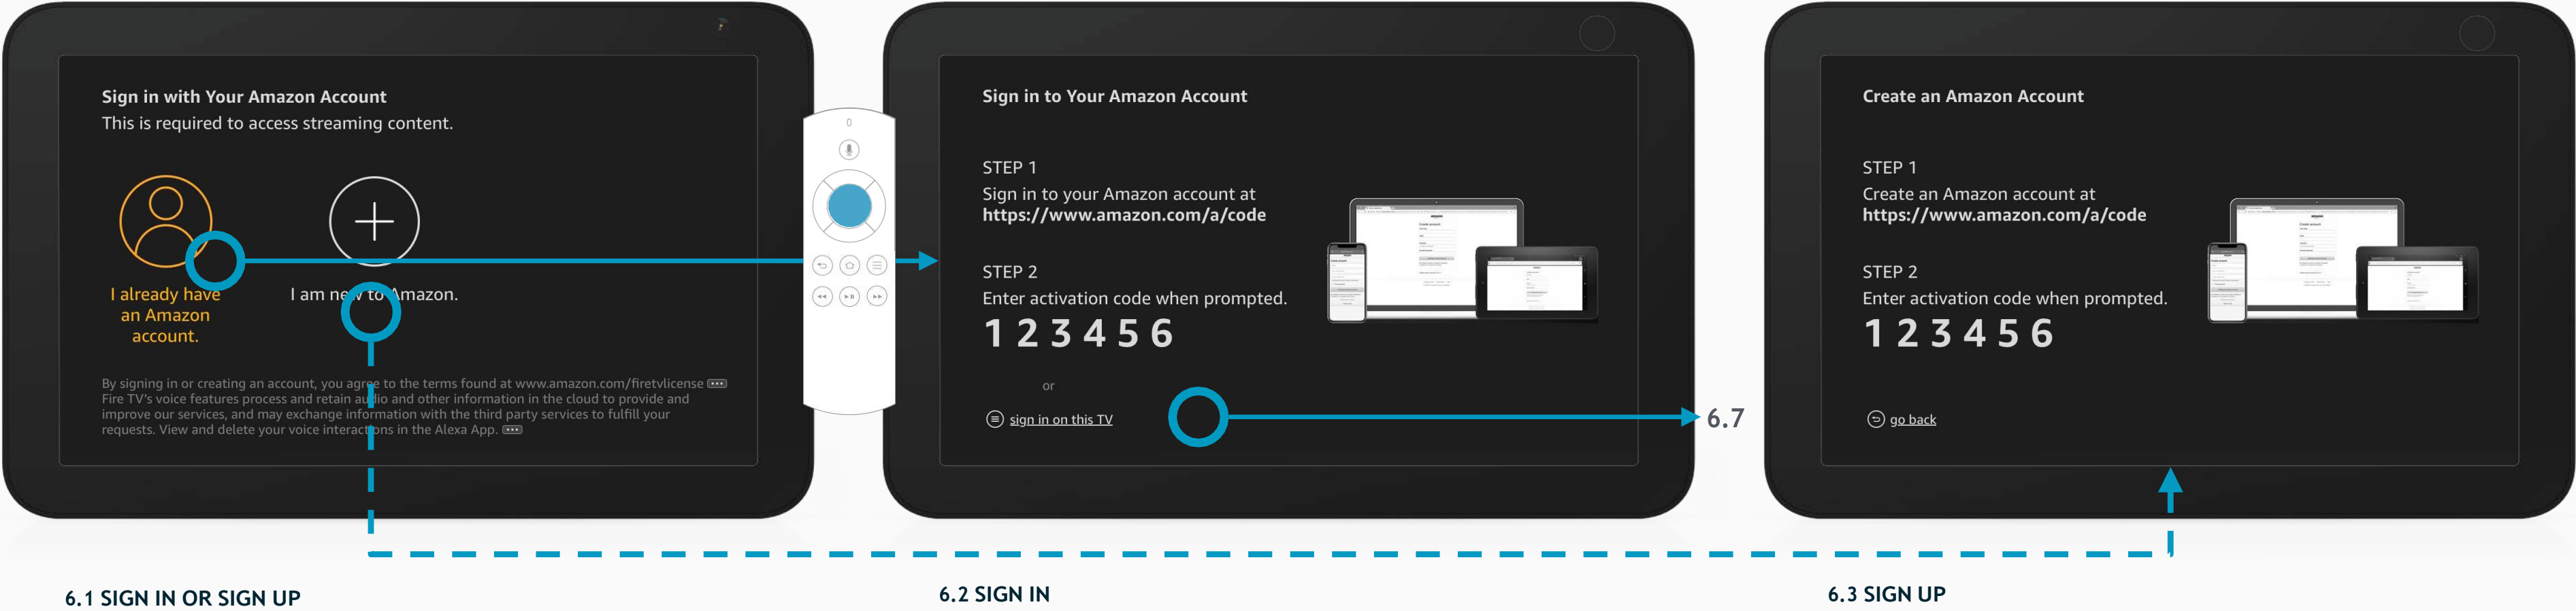 Sign in with Your Amazon Account
This is required to access streaming content.
I already have
an Amazon
account.
I am new to Amazon.
By signing in or creating an account, you agree to the terms found at www.amazon.com/firetvlicense
Fire TV's voice features process and retain audio and other information in the cloud to provide and
improve our services, and may exchange information with the third party services to fulfill your
requests. View and delete your voice interactions in the Alexa App.
6.1 SIGN IN OR SIGN UP
Sign in to Your Amazon Account
STEP 1
Sign in to your Amazon account at
https://www.amazon.com/a/code
STEP 2
Enter activation code when prompted.
1 2 3 4 5 6
or
sign in on this TV
6.7
6.2 SIGN IN
Create an Amazon Account
STEP 1
Create an Amazon account at
https://www.amazon.com/a/code
STEP 2
Enter activation code when prompted.
1 2 3 4 5 6
go back
6.3 SIGN UP